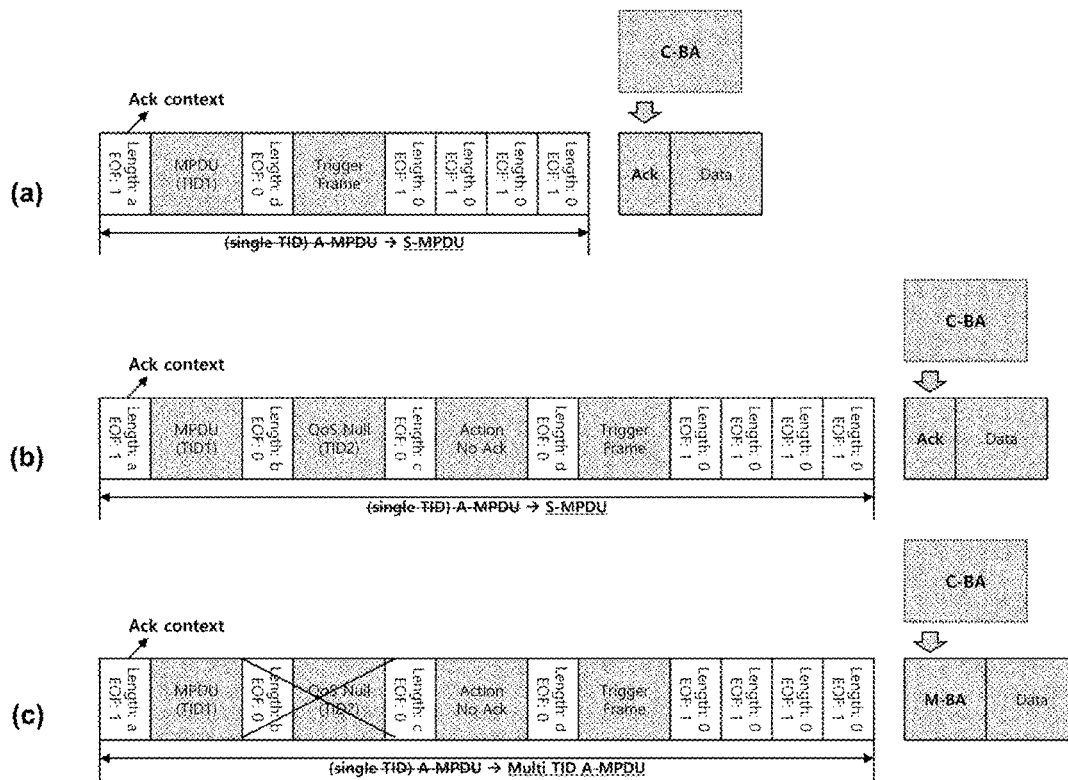 C-BA
Ack context
(a)
Length: a
EOF: 1
MPDU
(TID1)
Length: d
EOF: 0
Trigger
Frame
Length: 0
EOF: 1
Length: 0
EOF: 1
Length: 0
EOF: 1
Length: 0
EOF: 1
Ack
Data
(single TID) A-MPDU → S-MPDU
C-BA
Ack context
(b)
Length: a
EOF: 1
MPDU
(TID1)
Length: b
EOF: 0
QoS Null
(TID2)
Length: c
EOF: 0
Action
No Ack
Length: d
EOF: 0
Trigger
Frame
Length: 0
EOF: 1
Length: 0
EOF: 1
Length: 0
EOF: 1
Length: 0
EOF: 1
Ack
Data
(single TID) A-MPDU → S-MPDU
C-BA
Ack context
(c)
Length: a
EOF: 1
MPDU
(TID1)
Length: b
EOF: 0
QoS Null
(TID2)
Length: c
EOF: 0
Action
No Ack
Length: d
EOF: 0
Trigger
Frame
Length: 0
EOF: 1
Length: 0
EOF: 1
Length: 0
EOF: 1
Length: 0
EOF: 1
M-BA
Data
(single TID) A-MPDU → Multi TID A-MPDU